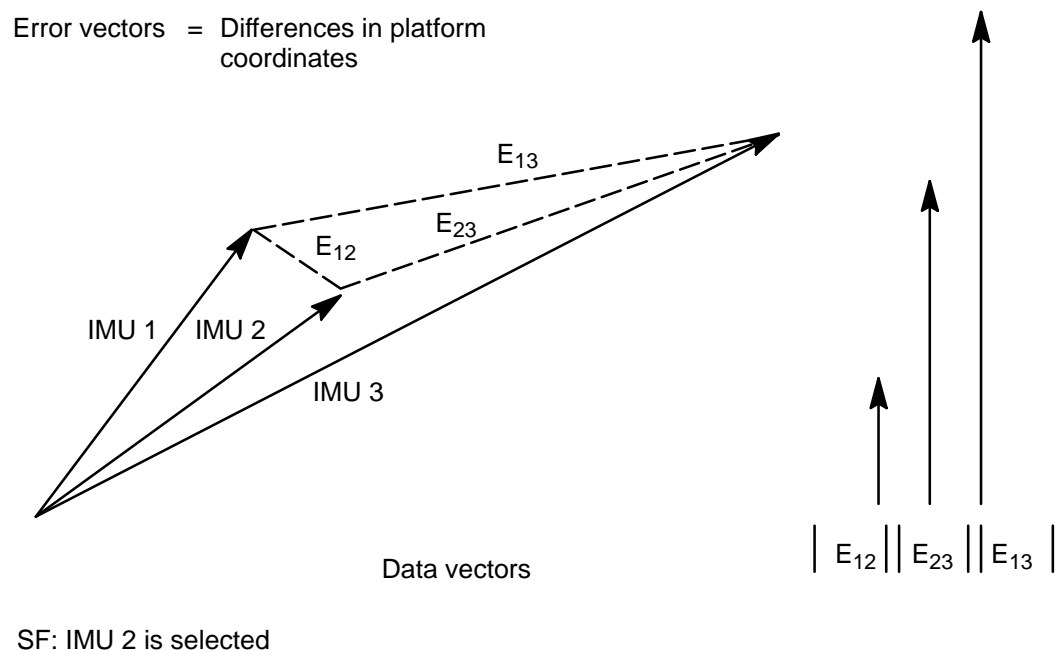 Error vectors = Differences in platform
coordinates
E13
E23
E12
IMU 1
IMU 2
IMU 3
| E12 | | E23 | | E13 |
Data vectors
SF: IMU 2 is selected